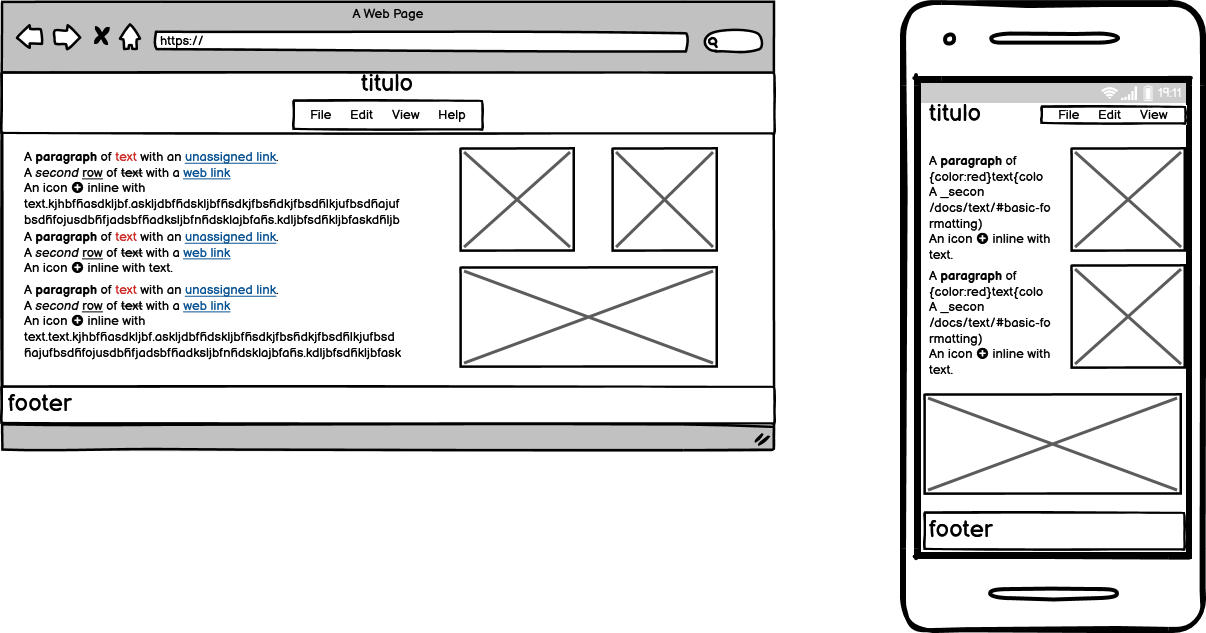 A Web Page
https://
titulo
File Edit View Help
A paragraph of text with an unassigned link.
A second row of text with a web link
An icon inline with
text.kjhbfñasdkljbf.askljdbfñdskljbfñsdkjfbsñdkjfbsdñlkjufbsdñajuf
bsdñfojusdbñfjadsbfñadksljbfnñdsklajbfañs.kdljbfsdñkljbfaskdñljb
A paragraph of text with an unassigned link.
A second row of text with a web link
An icon inline with text.
A paragraph of text with an unassigned link.
A second row of text with a web link
An icon inline with
text.text.kjhbfñasdkljbf.askljdbfñdskljbfñsdkjfbsñdkjfbsdñlkjufbsd
ñajufbsdñfojusdbñfjadsbfñadksljbfnñdsklajbfañs.kdljbfsdñkljbfask
footer
19:11
titulo
File Edit View
A paragraph of
{color:red}text{colo
A _secon
/docs/text/#basic-fo
rmatting)
An icon inline with
text.
A paragraph of
{color:red}text{colo
A _secon
/docs/text/#basic-fo
rmatting)
An icon inline with
text.
footer